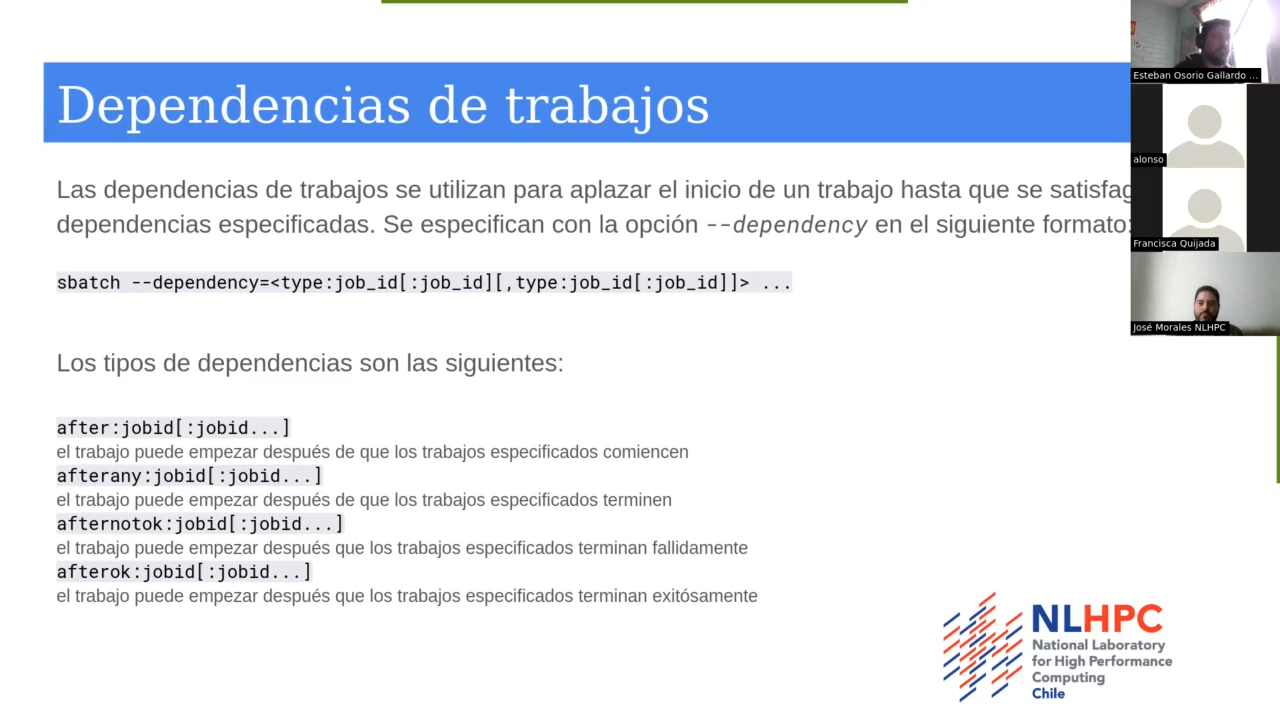 Dependencias de trabajos
Las dependencias de trabajos se utilizan para aplazar el inicio de un trabajo hasta que se
dependencias especificadas. Se especifican con la opción --dependency en el siguiente formato:
sbatch --dependency=<type:job_id[:job_id][,type:job_id[:job_id]]> ...
Los tipos de dependencias son las siguientes:
after:jobid[:jobid...]
el trabajo puede empezar después de que los trabajos especificados comiencen
afterany:jobid[:jobid...]
el trabajo puede empezar después de que los trabajos especificados terminen
afternotok:jobid[:jobid...]
el trabajo puede empezar después que los trabajos especificados terminan fallidamente
afterok:jobid[:jobid...]
el trabajo puede empezar después que los trabajos especificados terminan exitósamente
Esteban Osorio Gallardo ...
alonso
Francisca Quijada
José Morales NLHPC
NLHPC
National Laboratory
for High Performance
Computing
Chile